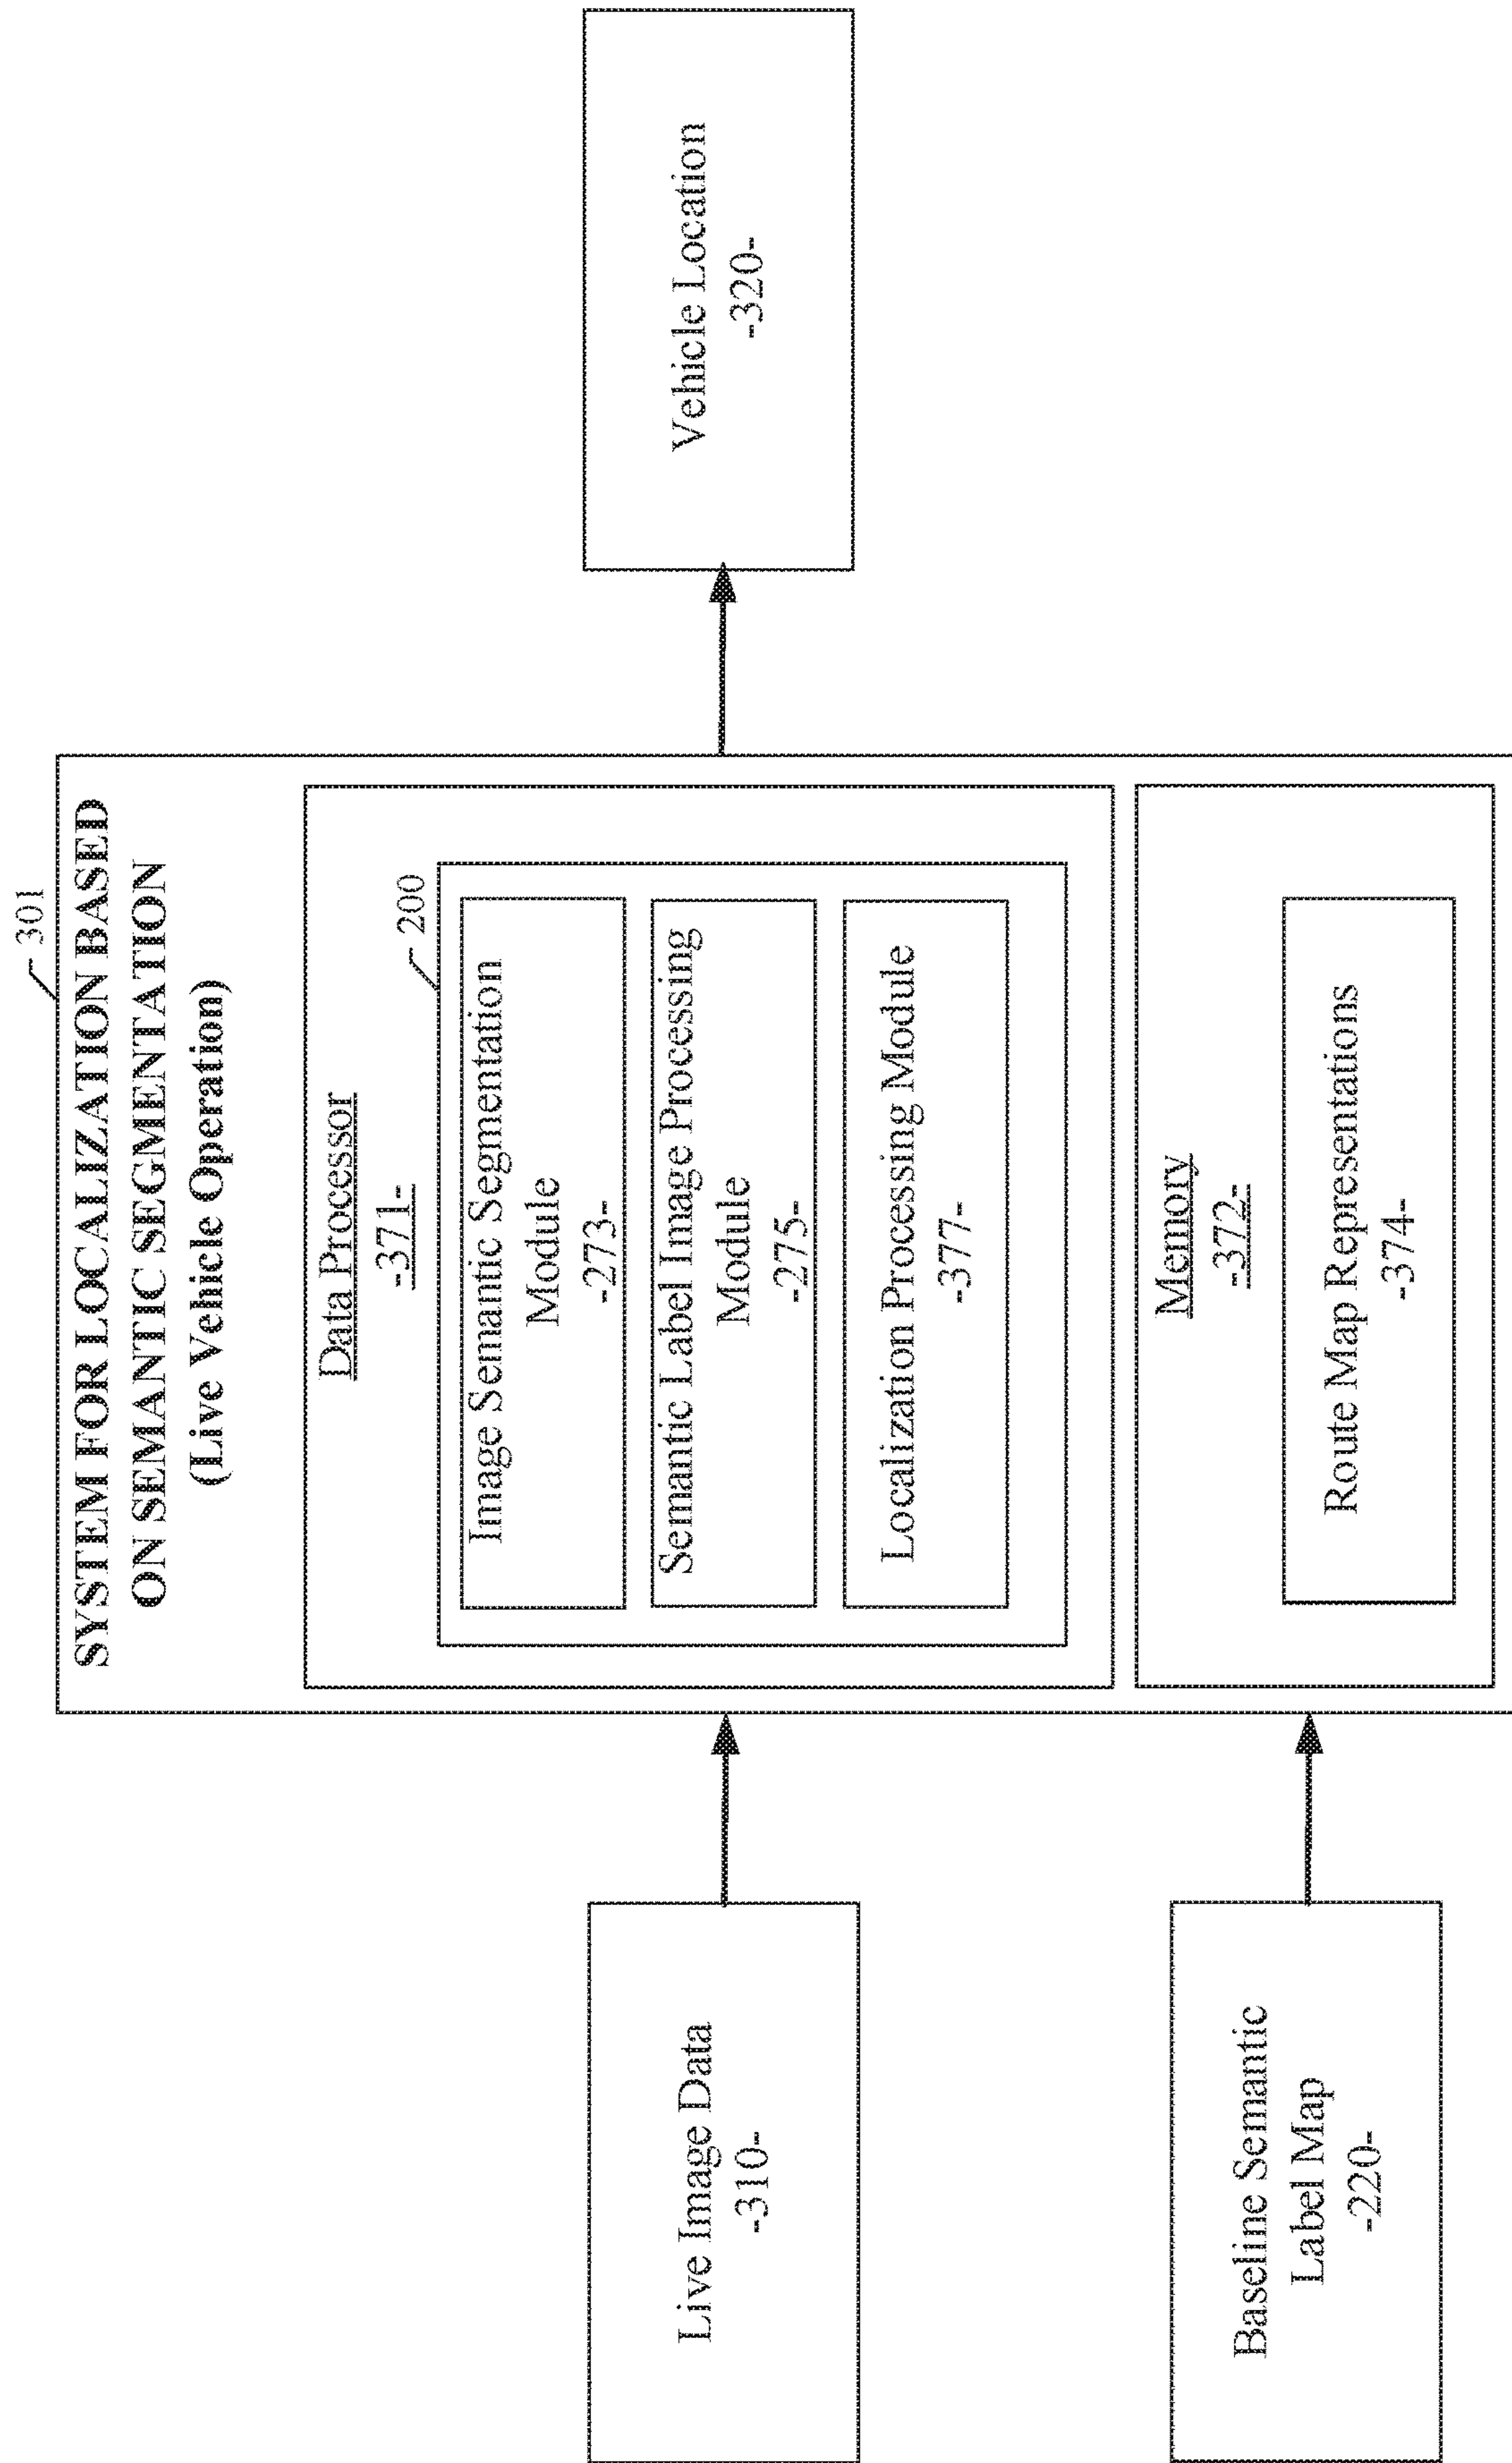 301
SYSTEM FOR LOCALIZATION BASED
ON SEMANTIC SEGMENTATION
(Live Vehicle Operation)
Live Image Data
-310-
Baseline Semantic
Label Map
-220-
Data Processor
-371-
200
Image Semantic Segmentation
Module
-273-
Semantic Label Image Processing
Module
-275-
Localization Processing Module
-377-
Memory
-372-
Route Map Representations
-374-
Vehicle Location
-320-